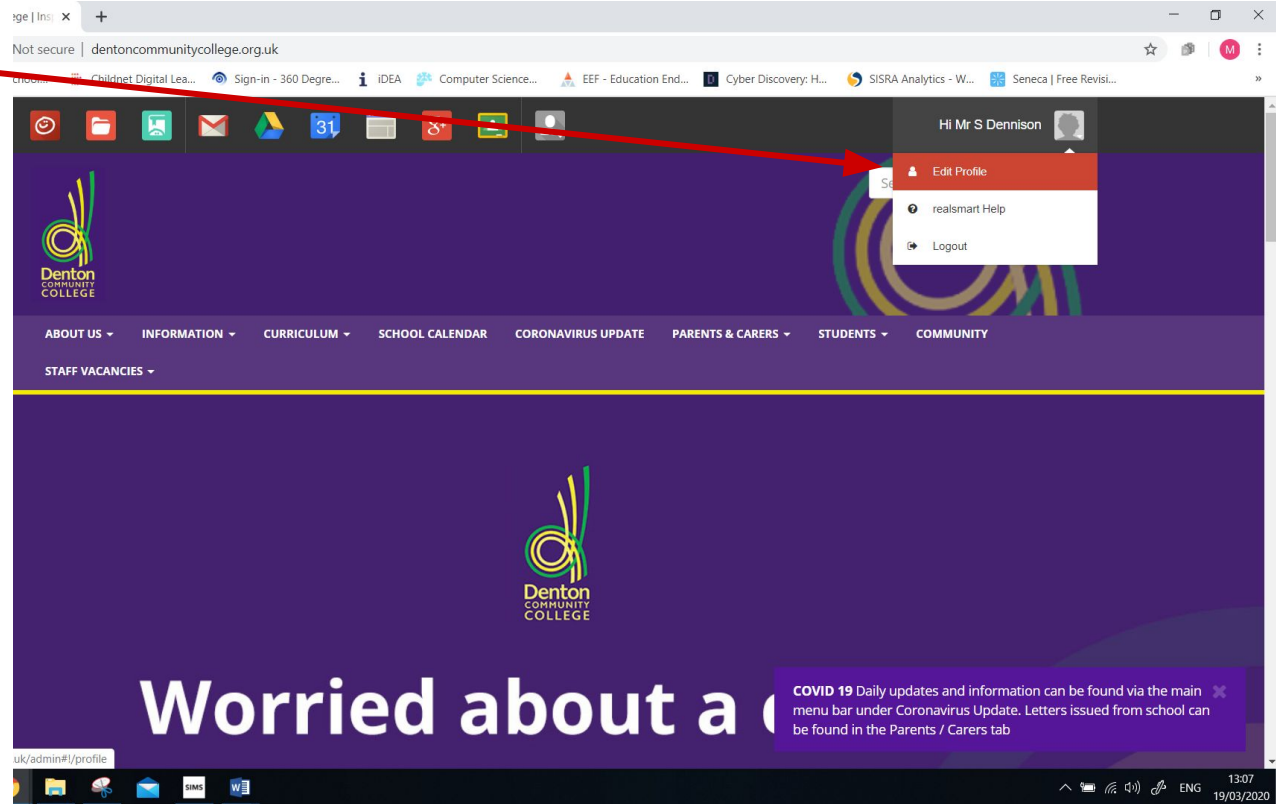 ege | Insp
Not secure | dentoncommunitycollege.org.uk
Childnet Digital Lea... Sign-in - 360 Degre... iDEA Computer Science... EEF - Education End... Cyber Discovery: H... SISRA Analytics - W... Seneca | Free Revisi... »
M
31
g+
Hi Mr S Dennison
Edit Profile
realsmart Help
Logout
Denton
COMMUNITY
COLLEGE
ABOUT US INFORMATION CURRICULUM SCHOOL CALENDAR CORONAVIRUS UPDATE PARENTS & CARERS STUDENTS COMMUNITY
STAFF VACANCIES
Denton
COMMUNITY
COLLEGE
Worried about a
COVID 19 Daily updates and information can be found via the main
menu bar under Coronavirus Update. Letters issued from school can
be found in the Parents / Carers tab
uk/admin#!/profile
SIMS W
ENG
13:07
19/03/2020